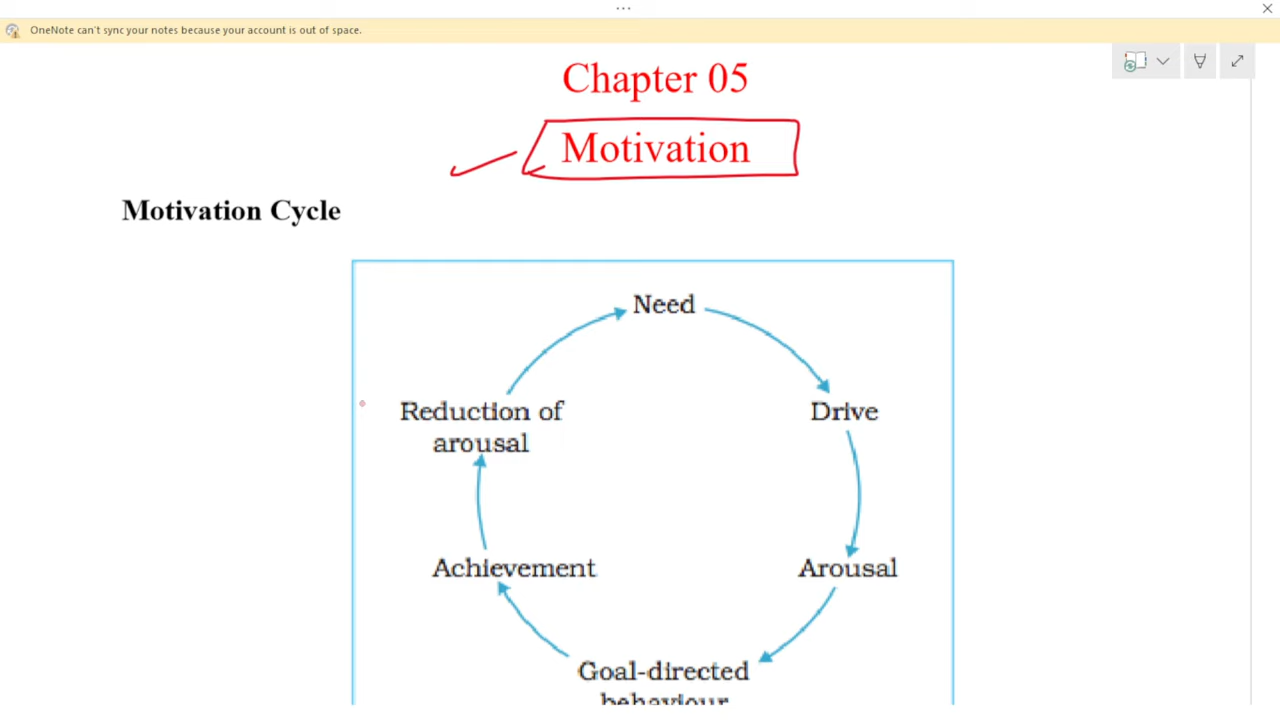 OneNote can't sync your notes because your account is out of space.
Chapter 05
Motivation
Motivation Cycle
Need
Reduction of
arousal
Drive
Achievement
Arousal
Goal-directed
behaviour